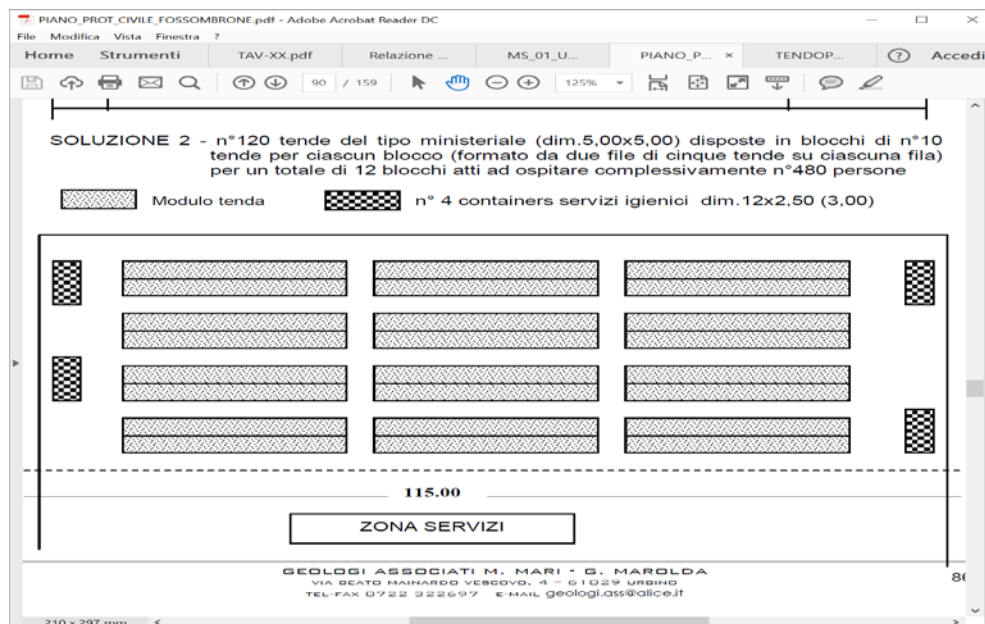 PIANO_PROT_CIVILE_FOSSOMBRONE.pdf - Adobe Acrobat Reader DC
File Modifica Vista Finestra ?
Home Strumenti TAV-XX.pdf Relazione ... MS_01_U... PIANO_P... × TENDOP... ? Accedi
90 / 159 125%
SOLUZIONE 2 - n°120 tende del tipo ministeriale (dim.5,00x5,00) disposte in blocchi di n°10
tende per ciascun blocco (formato da due file di cinque tende su ciascuna fila)
per un totale di 12 blocchi atti ad ospitare complessivamente n°480 persone
Modulo tenda n° 4 containers servizi igienici dim.12x2,50 (3,00)
115.00
ZONA SERVIZI
GEOLOGI ASSOCIATI M. MARI - G. MAROLDA
VIA BEATO MAINARDO VESCOVO, 4 - 61029 URBINO
TEL-FAX 0722 322697 E-MAIL geologi.ass@alice.it
86
210 x 297 mm